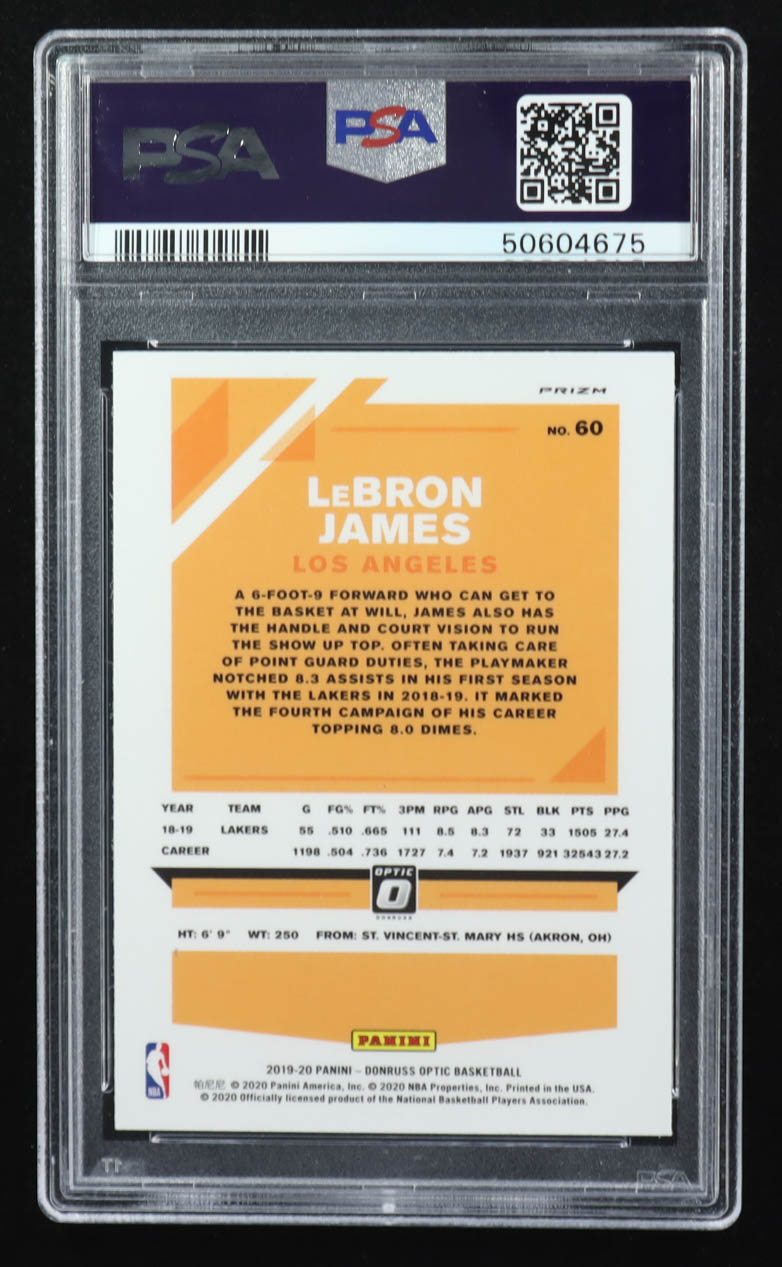 PSA
PSA
50604675
PRIZM
NO. 60
LeBRON
JAMES
LOS ANGELES
A 6-FOOT-9 FORWARD WHO CAN GET TO
THE BASKET AT WILL, JAMES ALSO HAS
THE HANDLE AND COURT VISION TO RUN
THE SHOW UP TOP. OFTEN TAKING CARE
OF POINT GUARD DUTIES, THE PLAYMAKER
NOTCHED 8.3 ASSISTS IN HIS FIRST SEASON
WITH THE LAKERS IN 2018-19. IT MARKED
THE FOURTH CAMPAIGN OF HIS CAREER
TOPPING 8.0 DIMES.
YEAR TEAM G FG% FT% 3PM RPG APG STL BLK PTS PPG
18-19 LAKERS 55 .510 .665 111 8.5 8.3 72 33 1505 27.4
CAREER 1198 .504 .736 1727 7.4 7.2 1937 921 32543 27.2
OPTIC
DONRUSS
HT: 6' 9" WT: 250 FROM: ST. VINCENT-ST. MARY HS (AKRON, OH)
PANINI
NBA
2019-20 PANINI – DONRUSS OPTIC BASKETBALL
帕尼尼 © 2020 Panini America, Inc. © 2020 NBA Properties, Inc. Printed in the USA.
© 2020 Officially licensed product of the National Basketball Players Association.
PSA